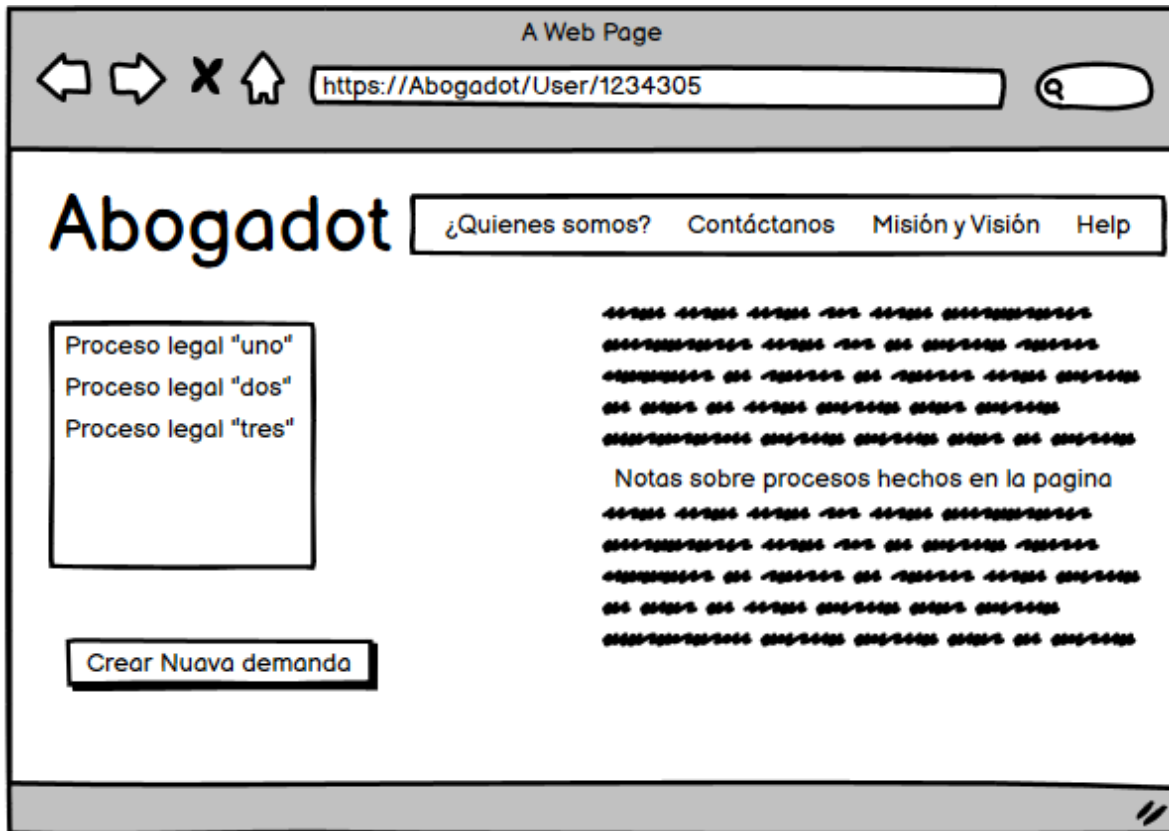 A Web Page
https://Abogadot/User/1234305
Abogadot
¿Quienes somos? Contáctanos Misión y Visión Help
Proceso legal "uno"
Proceso legal "dos"
Proceso legal "tres"
Notas sobre procesos hechos en la pagina
Crear Nuava demanda